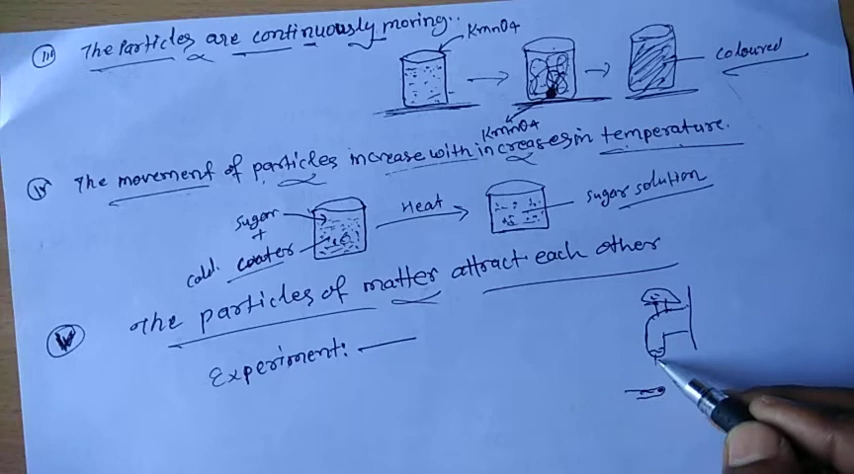 (iii) The Particles are continuously moving..
KmnO4
coloured
KmnO4
(iv) The movement of particles increase with increases in temperature.
sugar
+
cold. water
Heat
sugar solution
(v) The particles of matter attract each other
Experiment: —